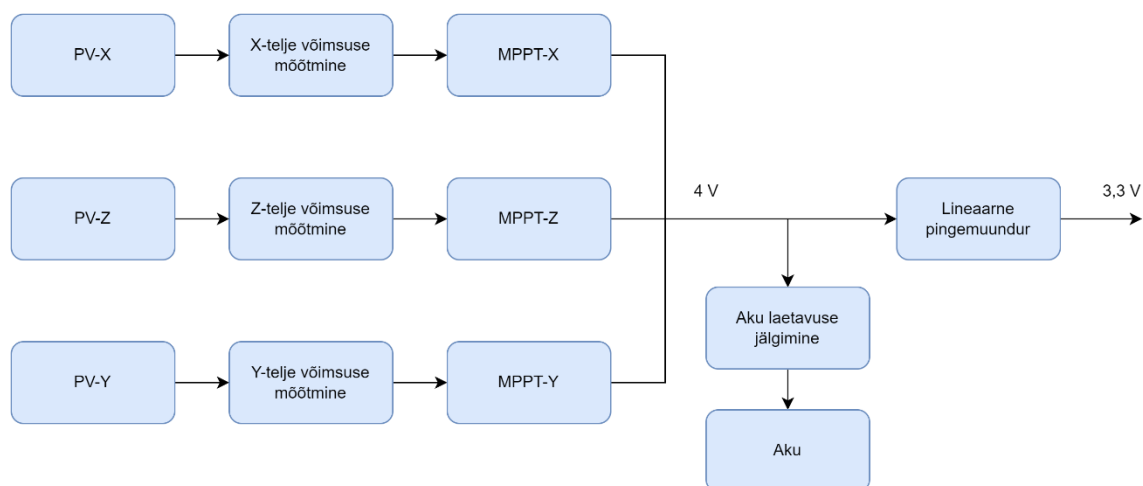 PV-X
X-telje võimsuse
mõõtmine
MPPT-X
PV-Z
Z-telje võimsuse
mõõtmine
MPPT-Z
4 V
Lineaarne
pingemuundur
3,3 V
Aku laetavuse
jälgimine
PV-Y
Y-telje võimsuse
mõõtmine
MPPT-Y
Aku